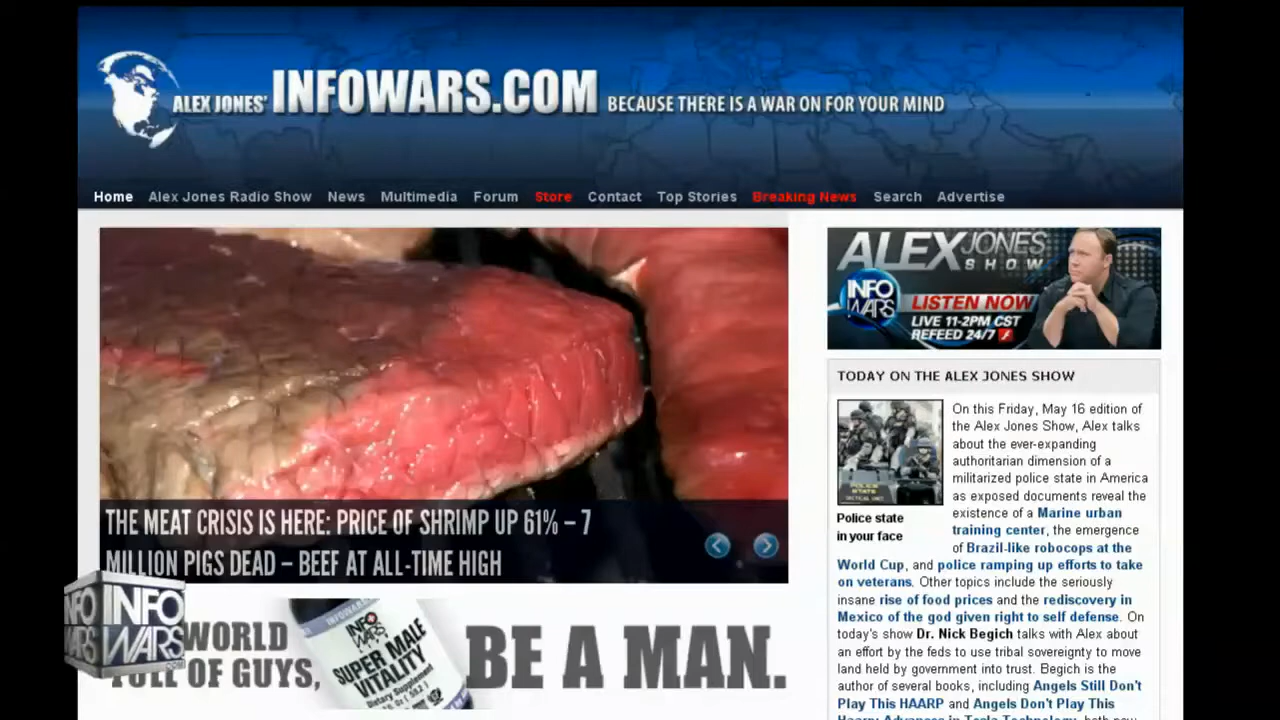 ALEX JONES' INFOWARS.COM BECAUSE THERE IS A WAR ON FOR YOUR MIND
Home Alex Jones Radio Show News Multimedia Forum Store Contact Top Stories Breaking News Search Advertise
THE MEAT CRISIS IS HERE: PRICE OF SHRIMP UP 61% – 7
MILLION PIGS DEAD – BEEF AT ALL-TIME HIGH
INFO WARS
WORLD
OF GUYS,
INFO WARS
SUPER MALE
VITALITY
Dietary Supplement
BE A MAN.
ALEX JONES
SHOW
INFO WARS
LISTEN NOW
LIVE 11-2PM CST
REFEED 24/7
TODAY ON THE ALEX JONES SHOW
POLICE
STATE
Police state
in your face
On this Friday, May 16 edition of
the Alex Jones Show, Alex talks
about the ever-expanding
authoritarian dimension of a
militarized police state in America
as exposed documents reveal the
existence of a Marine urban
training center, the emergence
of Brazil-like robocops at the
World Cup, and police ramping up efforts to take
on veterans. Other topics include the seriously
insane rise of food prices and the rediscovery in
Mexico of the god given right to self defense. On
today's show Dr. Nick Begich talks with Alex about
an effort by the feds to use tribal sovereignty to move
land held by government into trust. Begich is the
author of several books, including Angels Still Don't
Play This HAARP and Angels Don't Play This